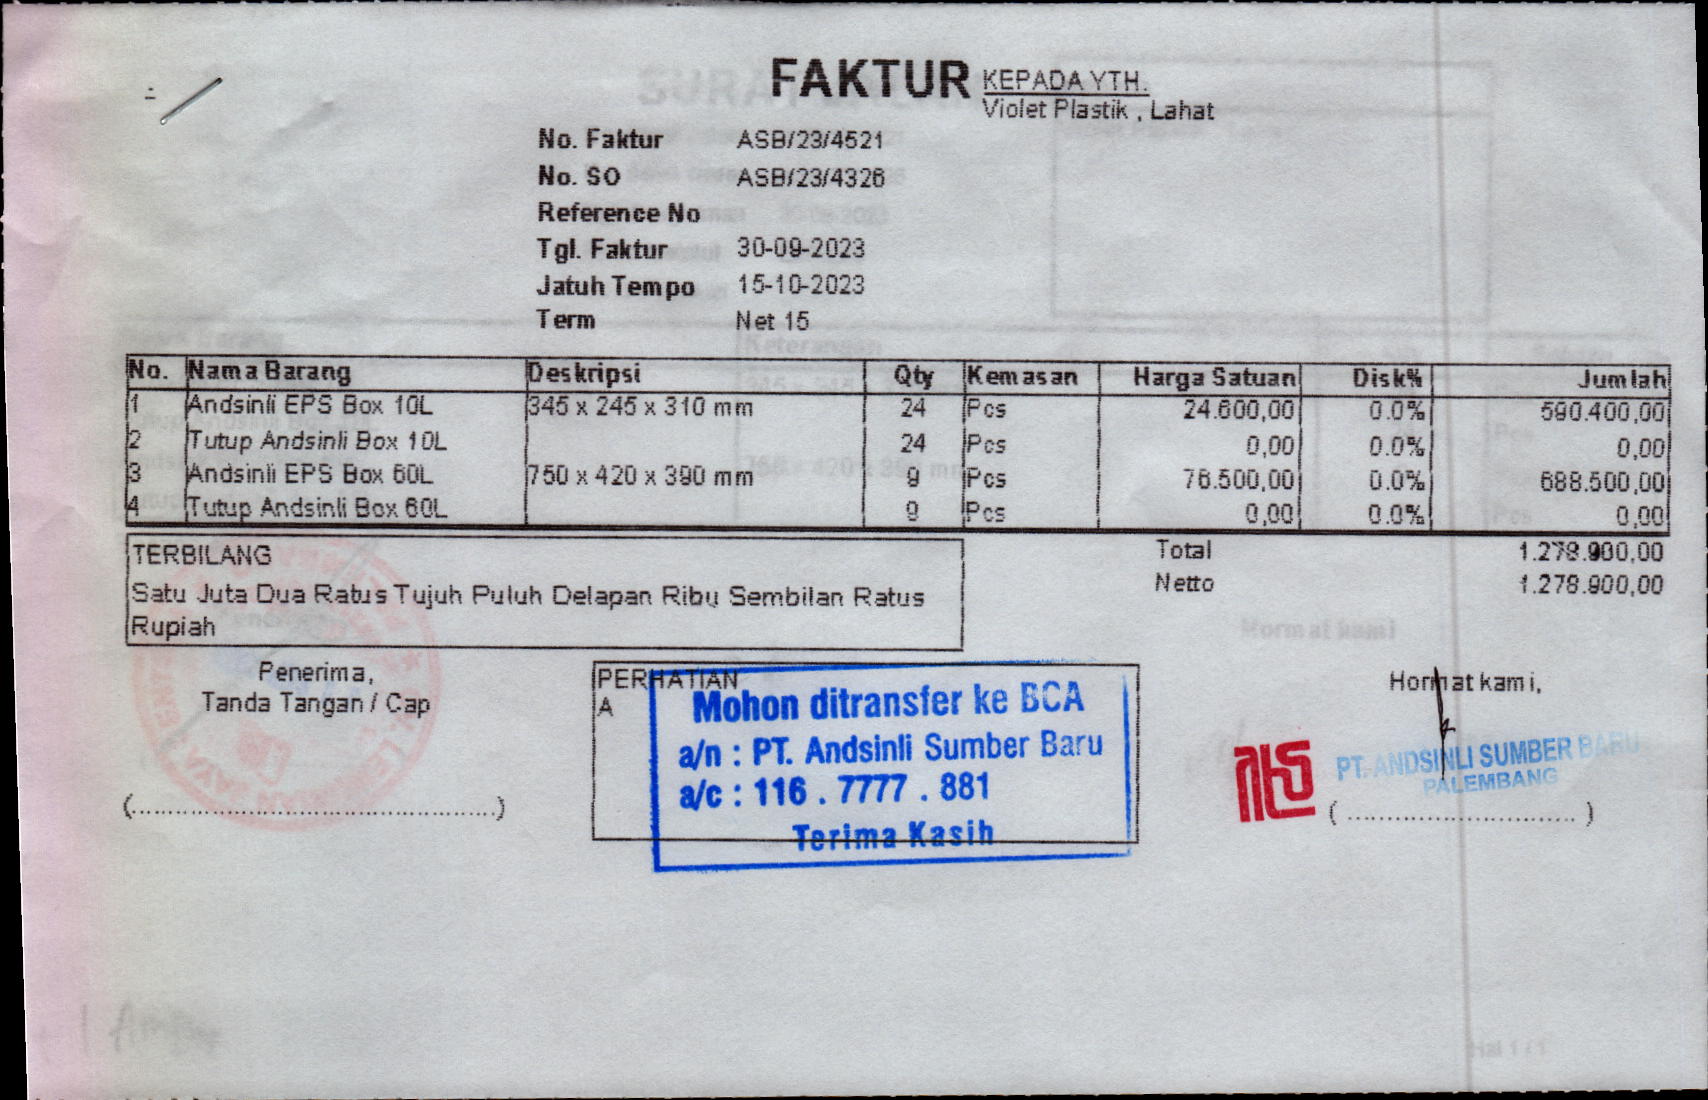 FAKTUR
KEPADA YTH.
Violet Plastik , Lahat
No. Faktur ASB/23/4521
No. SO ASB/23/4326
Reference No
Tgl. Faktur 30-09-2023
Jatuh Tempo 15-10-2023
Term Net 15
No. Nama Barang Deskripsi Qty Kemasan Harga Satuan Disk% Jumlah
1 Andsinli EPS Box 10L 345 x 245 x 310 mm 24 Pcs 24.600,00 0.0% 590.400,00
2 Tutup Andsinli Box 10L 24 Pcs 0,00 0.0% 0,00
3 Andsinli EPS Box 60L 750 x 420 x 390 mm 9 Pcs 76.500,00 0.0% 688.500,00
4 Tutup Andsinli Box 60L 9 Pcs 0,00 0.0% 0,00
TERBILANG
Satu Juta Dua Ratus Tujuh Puluh Delapan Ribu Sembilan Ratus
Rupiah
Total 1.278.900,00
Netto 1.278.900,00
Penerima,
Tanda Tangan / Cap
(................................................)
PERHATIAN
A
Mohon ditransfer ke BCA
a/n : PT. Andsinli Sumber Baru
a/c : 116 . 7777 . 881
Terima Kasih
Hormat kami,
PT. ANDSINLI SUMBER BARU
PALEMBANG
( .............................. )